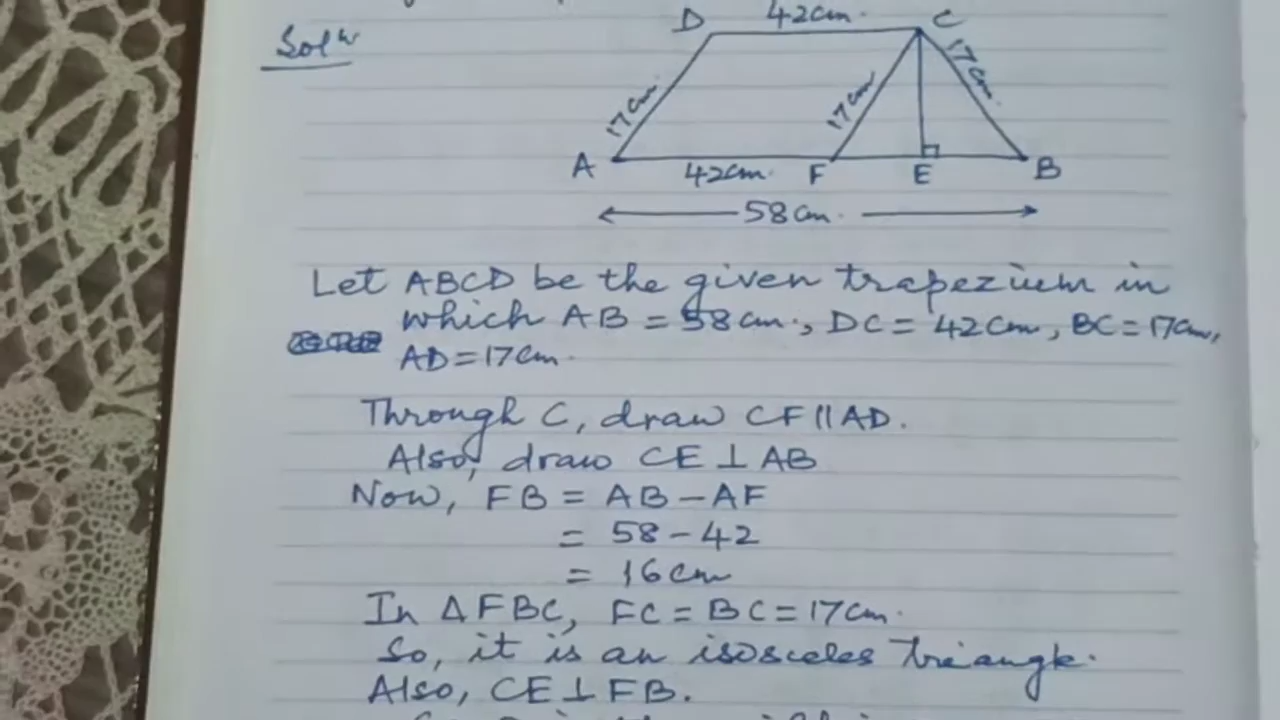 Solⁿ
D 42cm. C
17cm. 17cm 17cm.
A 42cm. F E B
58cm.
Let ABCD be the given trapezium in
which AB = 58cm., DC = 42cm, BC = 17cm,
AD = 17cm.
Through C, draw CF || AD.
Also, draw CE ⊥ AB
Now, FB = AB - AF
= 58 - 42
= 16cm
In Δ FBC, FC = BC = 17cm.
So, it is an isosceles triangle.
Also, CE ⊥ FB.